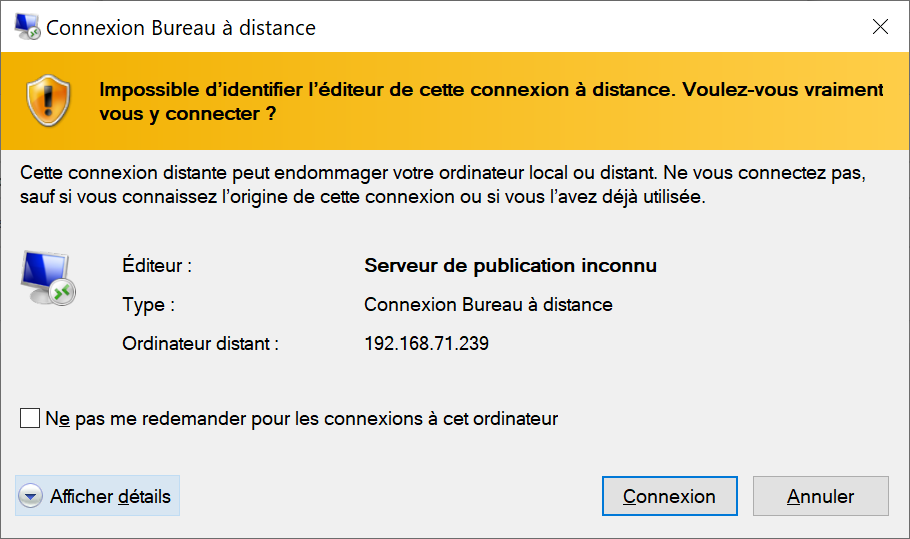 Connexion Bureau à distance
Impossible d’identifier l’éditeur de cette connexion à distance. Voulez-vous vraiment
vous y connecter ?
Cette connexion distante peut endommager votre ordinateur local ou distant. Ne vous connectez pas,
sauf si vous connaissez l’origine de cette connexion ou si vous l’avez déjà utilisée.
Éditeur : Serveur de publication inconnu
Type : Connexion Bureau à distance
Ordinateur distant : 192.168.71.239
Ne pas me redemander pour les connexions à cet ordinateur
Afficher détails Connexion Annuler